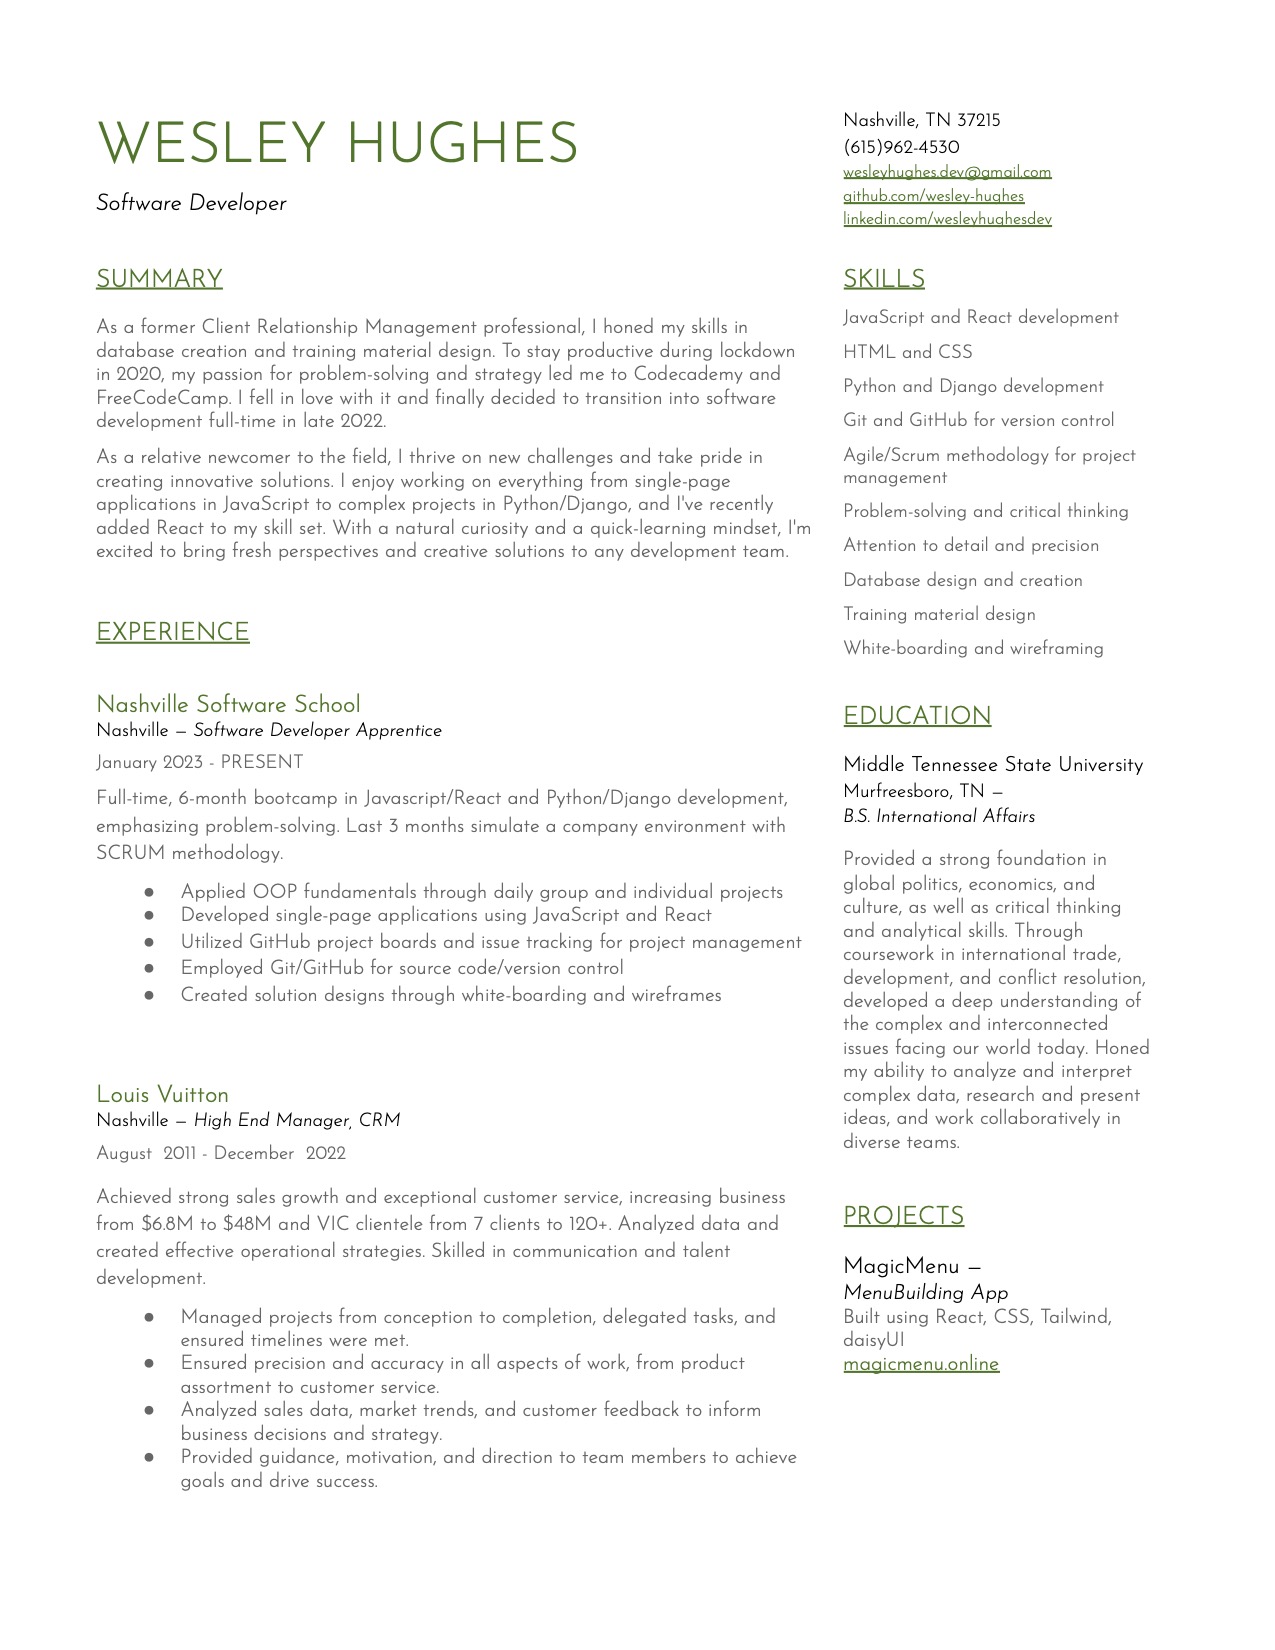 WESLEY HUGHES
Software Developer
Nashville, TN 37215
(615)962-4530
wesleyhughes.dev@gmail.com
github.com/wesley-hughes
linkedin.com/wesleyhughesdev
SUMMARY
As a former Client Relationship Management professional, I honed my skills in
database creation and training material design. To stay productive during lockdown
in 2020, my passion for problem-solving and strategy led me to Codecademy and
FreeCodeCamp. I fell in love with it and finally decided to transition into software
development full-time in late 2022.
As a relative newcomer to the field, I thrive on new challenges and take pride in
creating innovative solutions. I enjoy working on everything from single-page
applications in JavaScript to complex projects in Python/Django, and I've recently
added React to my skill set. With a natural curiosity and a quick-learning mindset, I'm
excited to bring fresh perspectives and creative solutions to any development team.
EXPERIENCE
Nashville Software School
Nashville — Software Developer Apprentice
January 2023 - PRESENT
Full-time, 6-month bootcamp in Javascript/React and Python/Django development,
emphasizing problem-solving. Last 3 months simulate a company environment with
SCRUM methodology.
● Applied OOP fundamentals through daily group and individual projects
● Developed single-page applications using JavaScript and React
● Utilized GitHub project boards and issue tracking for project management
● Employed Git/GitHub for source code/version control
● Created solution designs through white-boarding and wireframes
Louis Vuitton
Nashville — High End Manager, CRM
August 2011 - December 2022
Achieved strong sales growth and exceptional customer service, increasing business
from $6.8M to $48M and VIC clientele from 7 clients to 120+. Analyzed data and
created effective operational strategies. Skilled in communication and talent
development.
● Managed projects from conception to completion, delegated tasks, and
ensured timelines were met.
● Ensured precision and accuracy in all aspects of work, from product
assortment to customer service.
● Analyzed sales data, market trends, and customer feedback to inform
business decisions and strategy.
● Provided guidance, motivation, and direction to team members to achieve
goals and drive success.
SKILLS
JavaScript and React development
HTML and CSS
Python and Django development
Git and GitHub for version control
Agile/Scrum methodology for project
management
Problem-solving and critical thinking
Attention to detail and precision
Database design and creation
Training material design
White-boarding and wireframing
EDUCATION
Middle Tennessee State University
Murfreesboro, TN —
B.S. International Affairs
Provided a strong foundation in
global politics, economics, and
culture, as well as critical thinking
and analytical skills. Through
coursework in international trade,
development, and conflict resolution,
developed a deep understanding of
the complex and interconnected
issues facing our world today. Honed
my ability to analyze and interpret
complex data, research and present
ideas, and work collaboratively in
diverse teams.
PROJECTS
MagicMenu —
MenuBuilding App
Built using React, CSS, Tailwind,
daisyUI
magicmenu.online